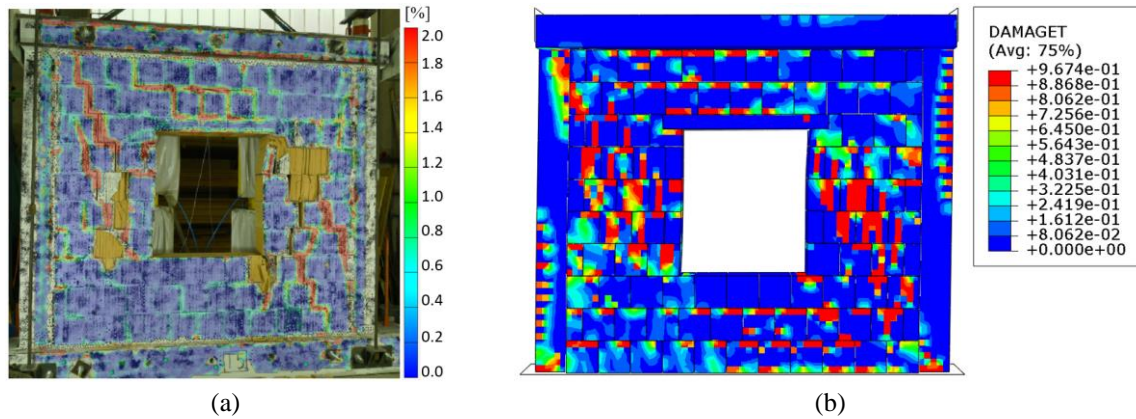 [%]
2.0
1.8
1.6
1.4
1.2
1.0
0.8
0.6
0.4
0.2
0.0
(a)
DAMAGET
(Avg: 75%)
+9.674e-01
+8.868e-01
+8.062e-01
+7.256e-01
+6.450e-01
+5.643e-01
+4.837e-01
+4.031e-01
+3.225e-01
+2.419e-01
+1.612e-01
+8.062e-02
+0.000e+00
(b)